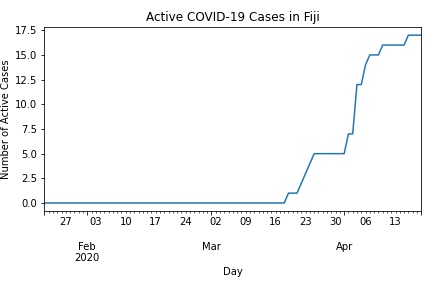 Active COVID-19 Cases in Fiji
Number of Active Cases
17.5
15.0
12.5
10.0
7.5
5.0
2.5
0.0
27 03 10 17 24 02 09 16 23 30 06 13
Feb Mar Apr
2020
Day